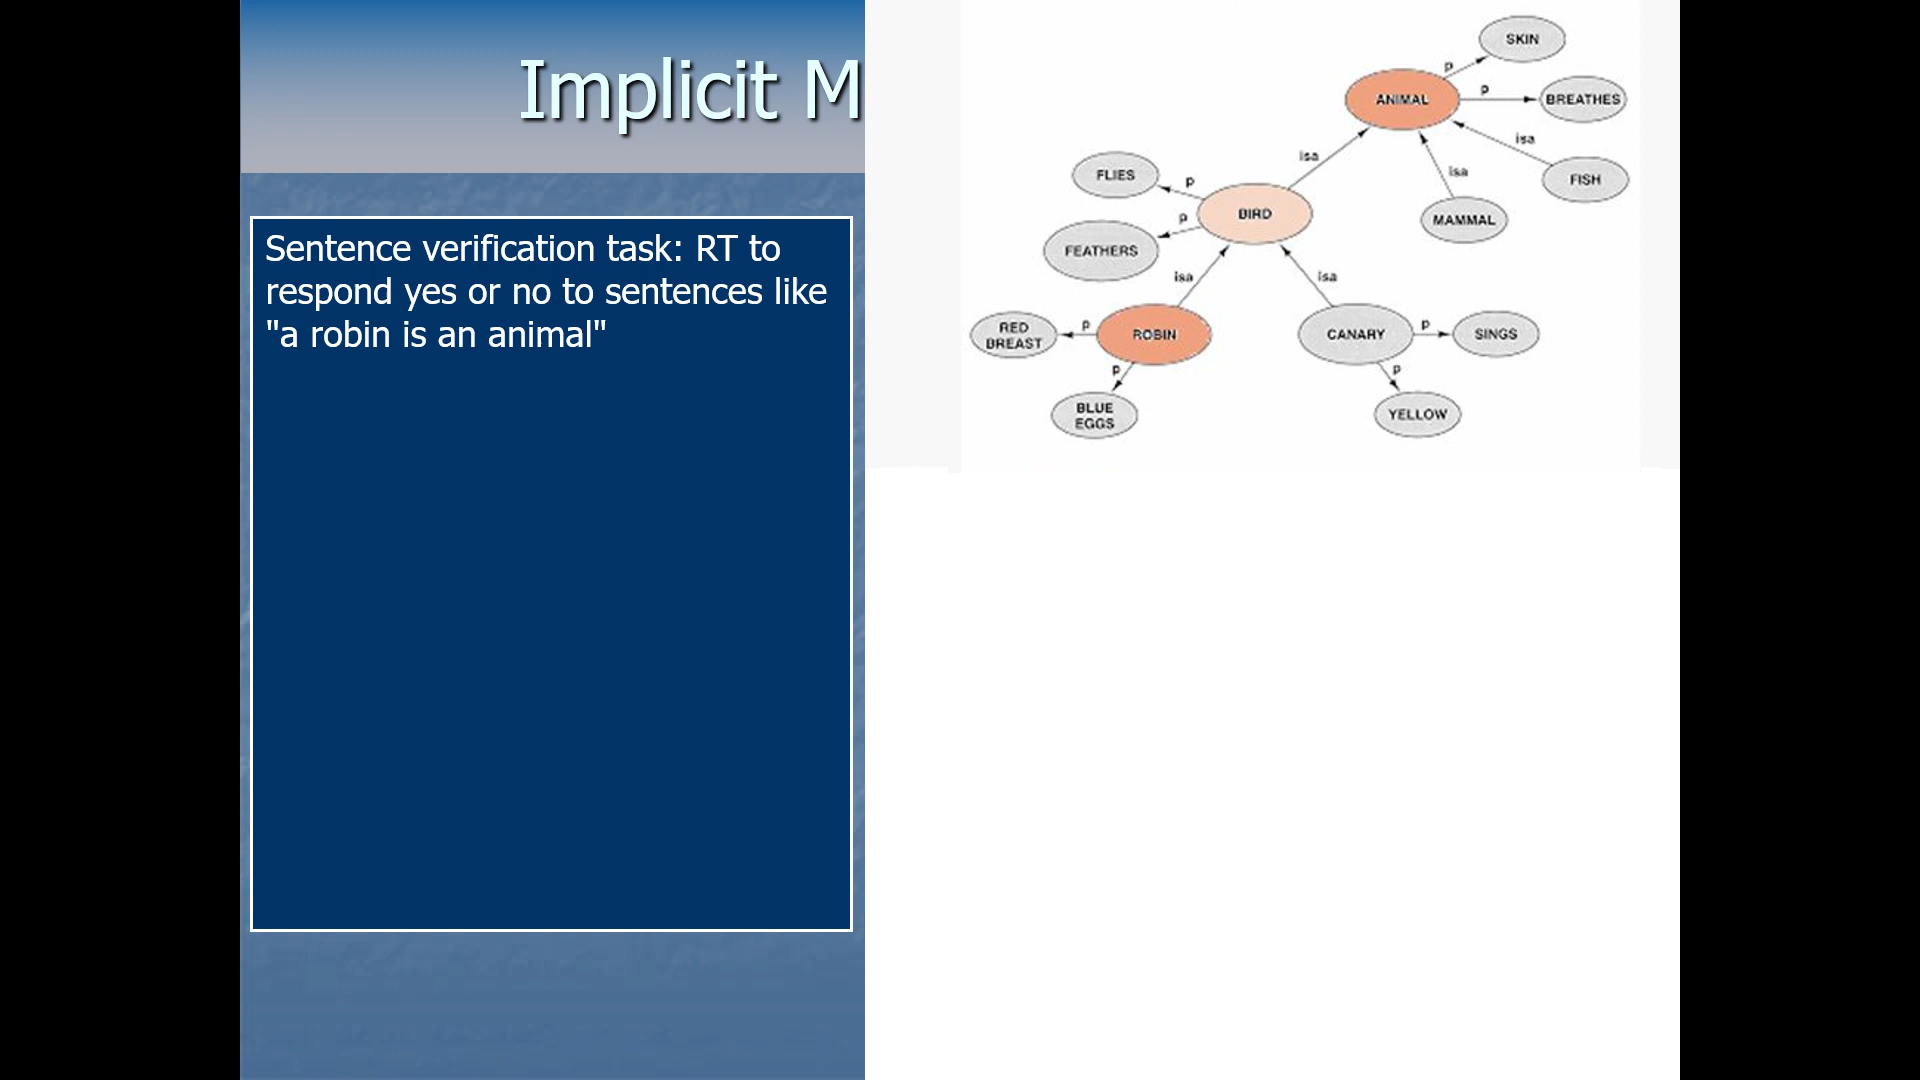 Implicit M
Sentence verification task: RT to
respond yes or no to sentences like
"a robin is an animal"
SKIN
p
ANIMAL
p
BREATHES
isa
isa
isa
FISH
FLIES
p
BIRD
MAMMAL
p
FEATHERS
isa
isa
RED
BREAST
p
ROBIN
CANARY
p
SINGS
p
p
BLUE
EGGS
YELLOW